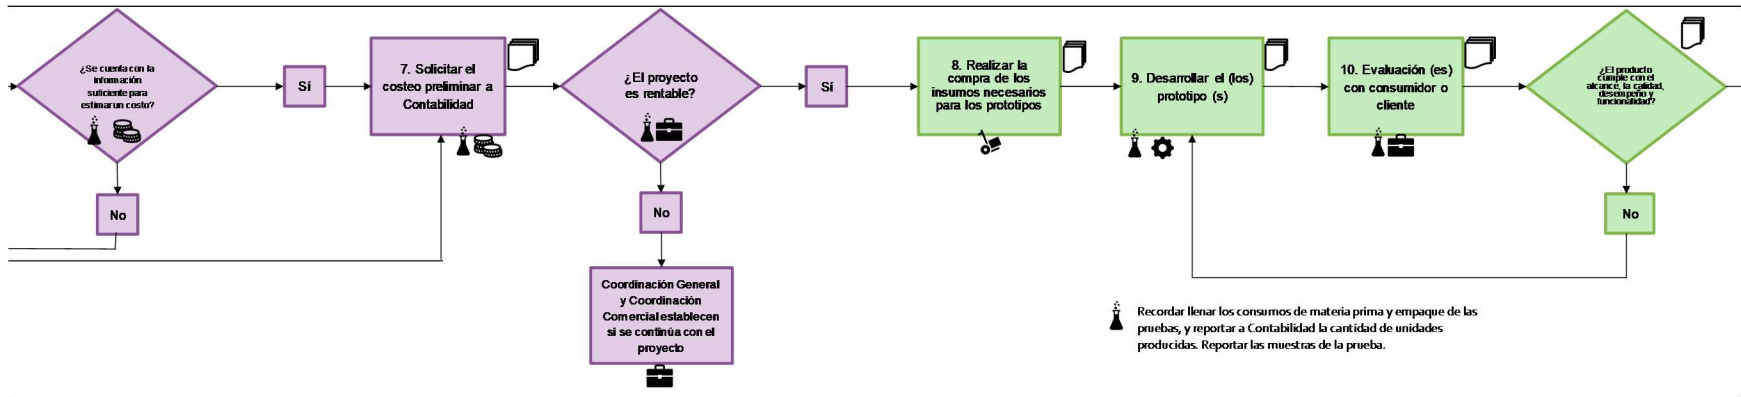 ¿Se cuenta con la
información
suficiente para
estimar un costo?
Sí
No
7. Solicitar el
costeo preliminar a
Contabilidad
¿El proyecto
es rentable?
Sí
No
Coordinación General
y Coordinación
Comercial establecen
si se continúa con el
proyecto
8. Realizar la
compra de los
insumos necesarios
para los prototipos
9. Desarrollar el (los)
prototipo (s)
10. Evaluación (es)
con consumidor o
cliente
¿El producto
cumple con el
alcance, la calidad,
desempeño y
funcionalidad?
No
Recordar llenar los consumos de materia prima y empaque de las
pruebas, y reportar a Contabilidad la cantidad de unidades
producidas. Reportar las muestras de la prueba.